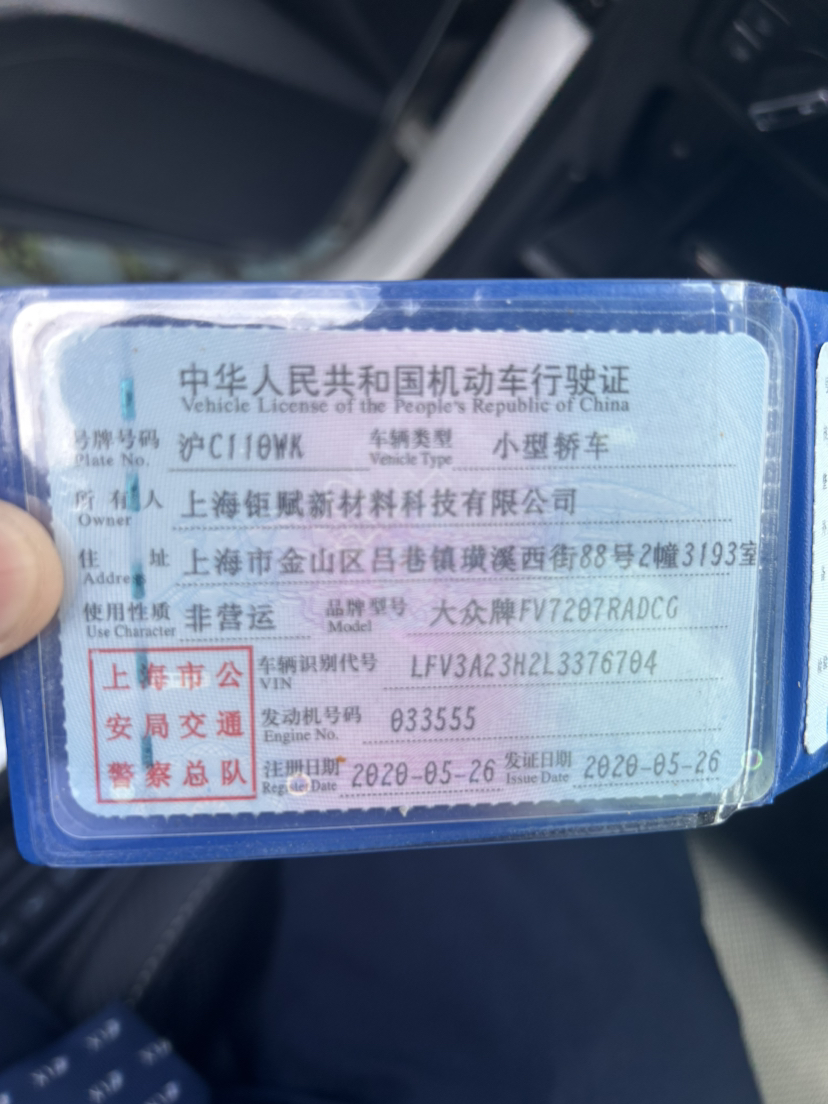 中华人民共和国机动车行驶证
Vehicle License of the People's Republic of China
号牌号码 沪C110WK 车辆类型 小型轿车
Plate No. Vehicle Type
所有人 上海钜赋新材料科技有限公司
Owner
住址 上海市金山区吕巷镇璜溪西街88号2幢3193室
Address
使用性质 非营运 品牌型号 大众牌FV7207RADCG
Use Character Model
上海市公
安局交通
警察总队
车辆识别代号 LFV3A23H2L3376704
VIN
发动机号码 033555
Engine No.
注册日期 2020-05-26 发证日期 2020-05-26
Register Date Issue Date